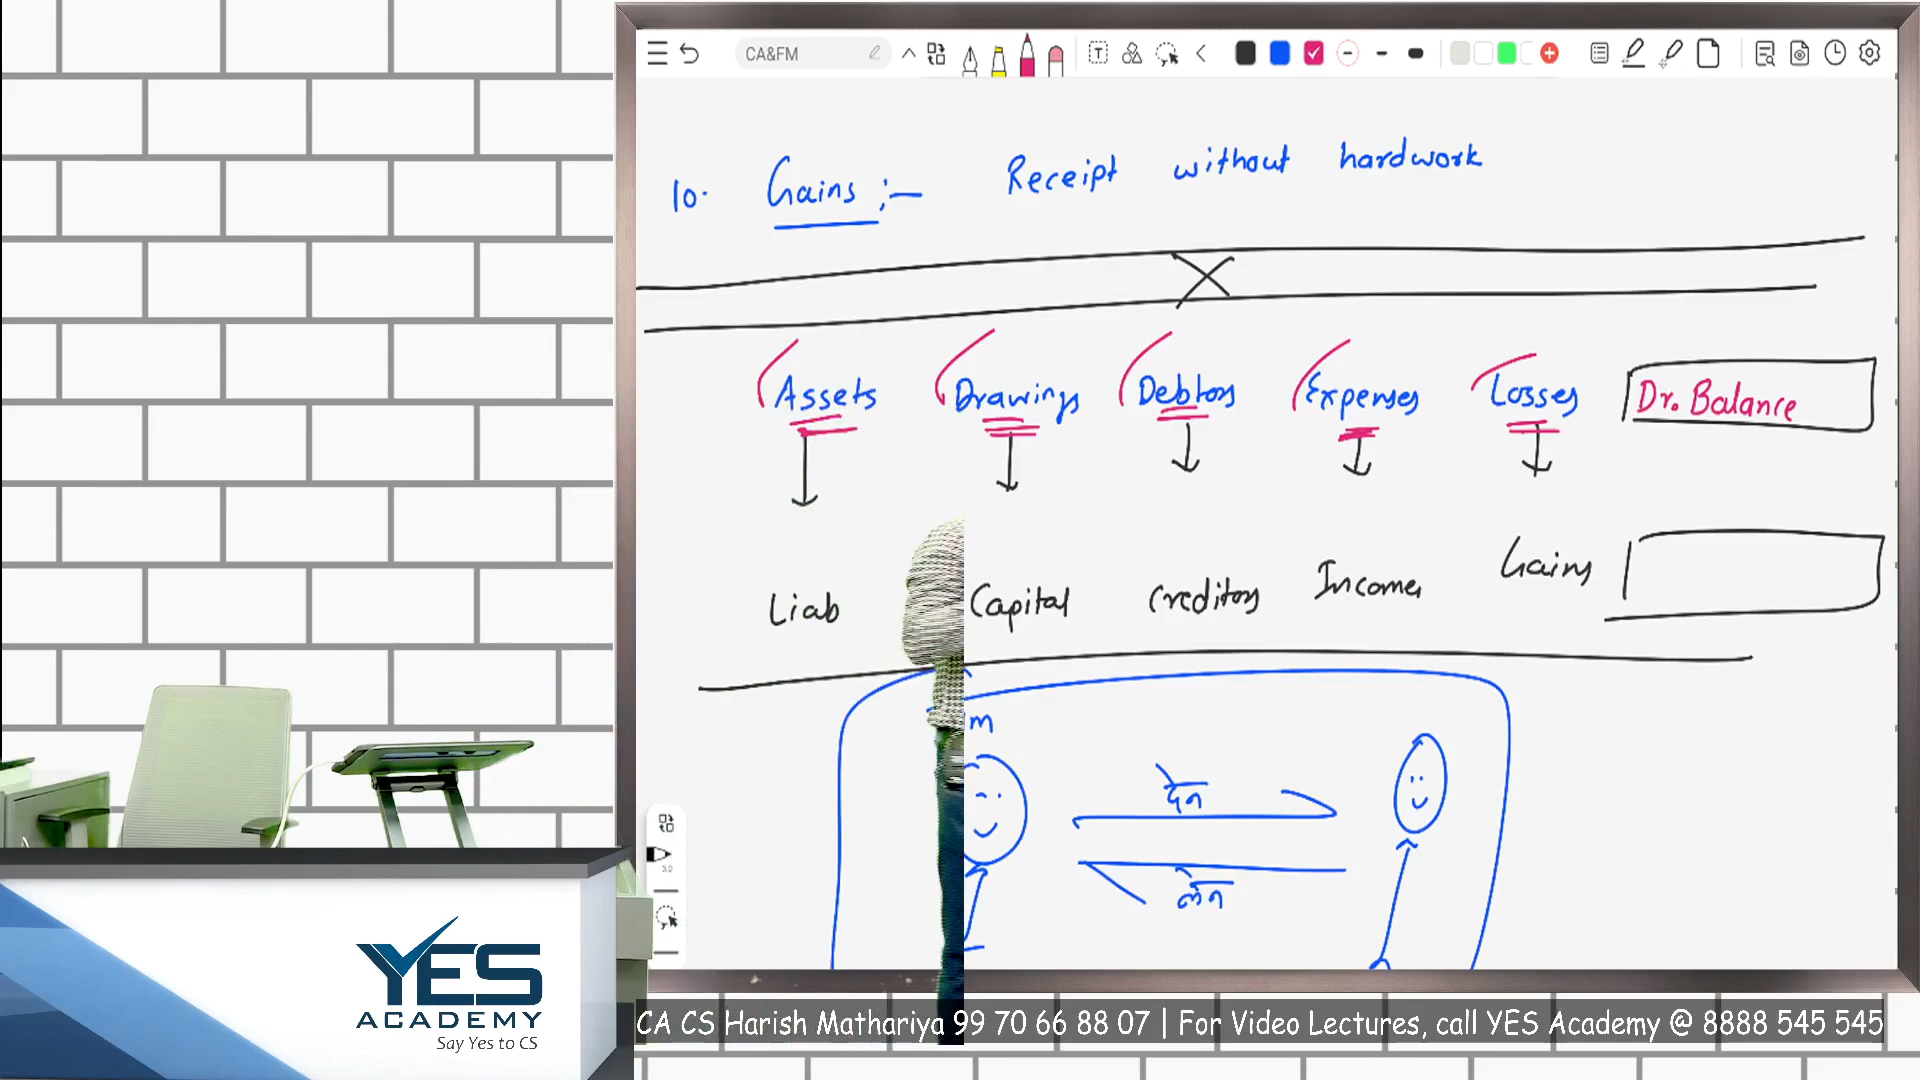 CA&FM
10. Gains :- Receipt without hardwork
Assets Drawings Debtors Expenses Losses Dr. Balance
Liab Capital Creditors Income Gains
m
देन
लेन
YES
ACADEMY
Say Yes to CS
CA CS Harish Mathariya 99 70 66 88 07 | For Video Lectures, call YES Academy @ 8888 545 545